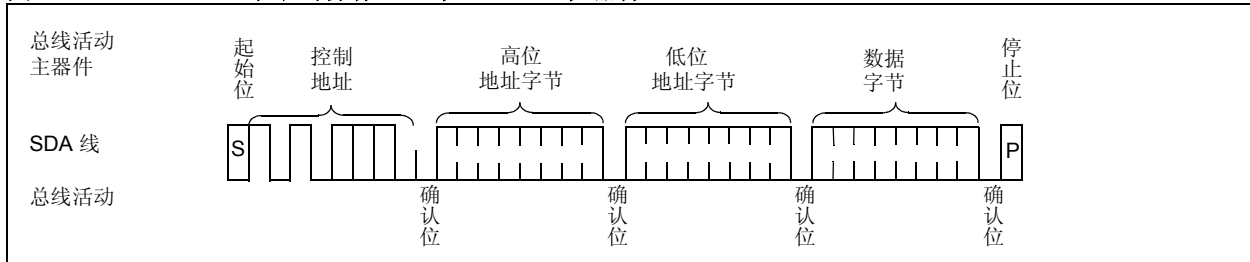 总线活动
主器件
起始位
控制
地址
高位
地址字节
低位
地址字节
数据
字节
停止位
SDA 线
S
P
总线活动
确认位
确认位
确认位
确认位